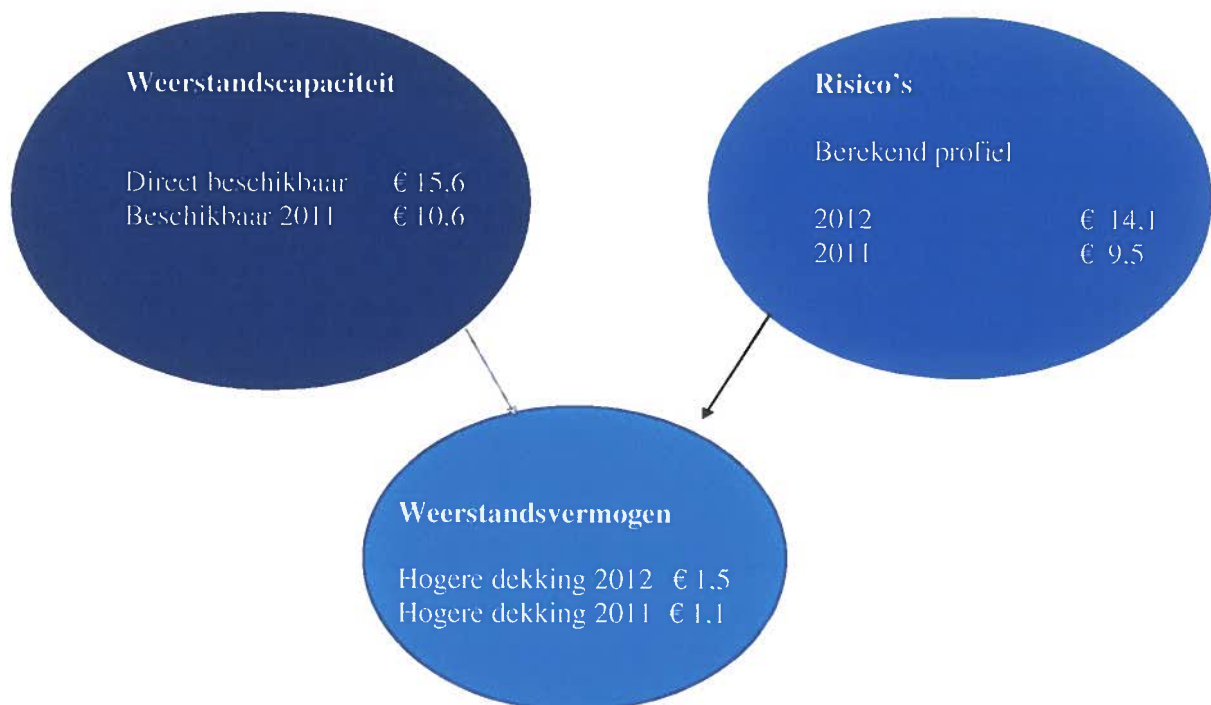 Weerstandscapaciteit
Direct beschikbaar € 15,6
Beschikbaar 2011 € 10,6
Risico's
Berekend profiel
2012 € 14,1
2011 € 9,5
Weerstandsvermogen
Hogere dekking 2012 € 1,5
Hogere dekking 2011 € 1,1